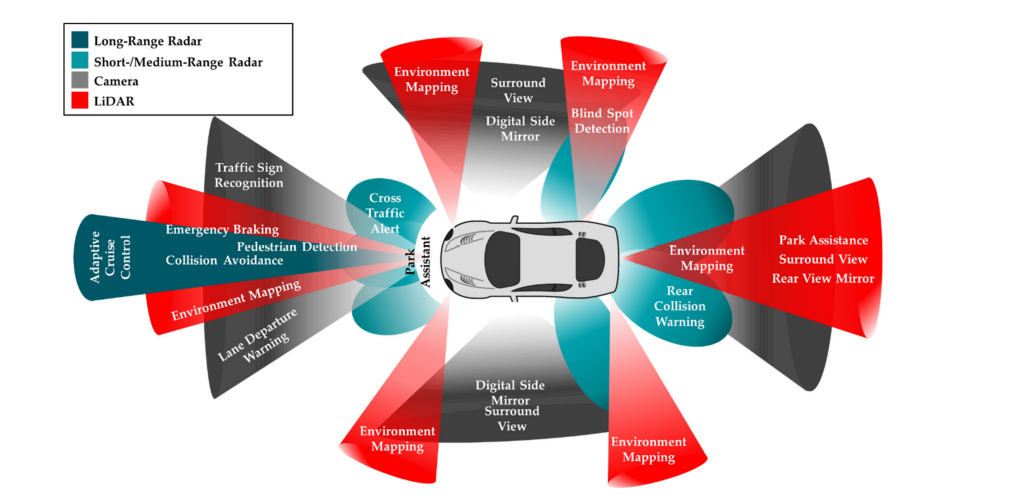 Long-Range Radar
Short-/Medium-Range Radar
Camera
LiDAR
Environment
Mapping
Surround
View
Digital Side
Mirror
Environment
Mapping
Blind Spot
Detection
Traffic Sign
Recognition
Cross
Traffic
Alert
Emergency Braking
Pedestrian Detection
Collision Avoidance
Adaptive
Cruise
Control
Park
Assistant
Environment Mapping
Lane Departure
Warning
Environment
Mapping
Park Assistance
Surround View
Rear View Mirror
Rear
Collision
Warning
Digital Side
Mirror
Surround
View
Environment
Mapping
Environment
Mapping